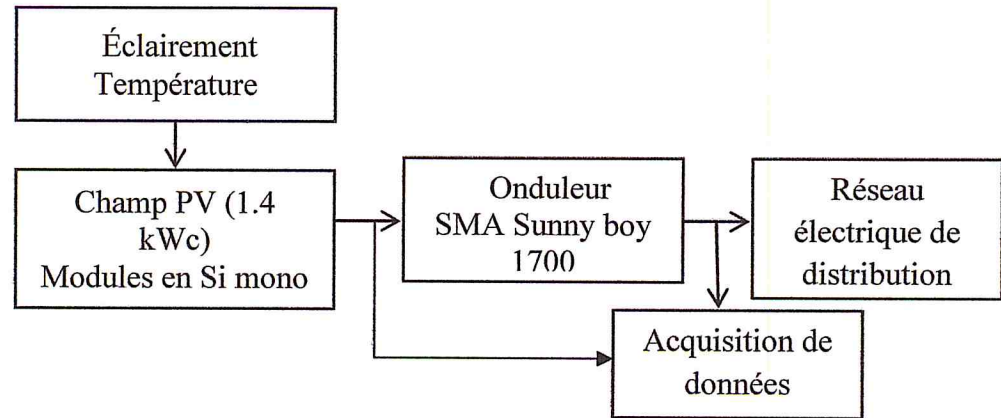 Éclairement
Température
Champ PV (1.4
kWc)
Modules en Si mono
Onduleur
SMA Sunny boy
1700
Réseau
électrique de
distribution
Acquisition de
données